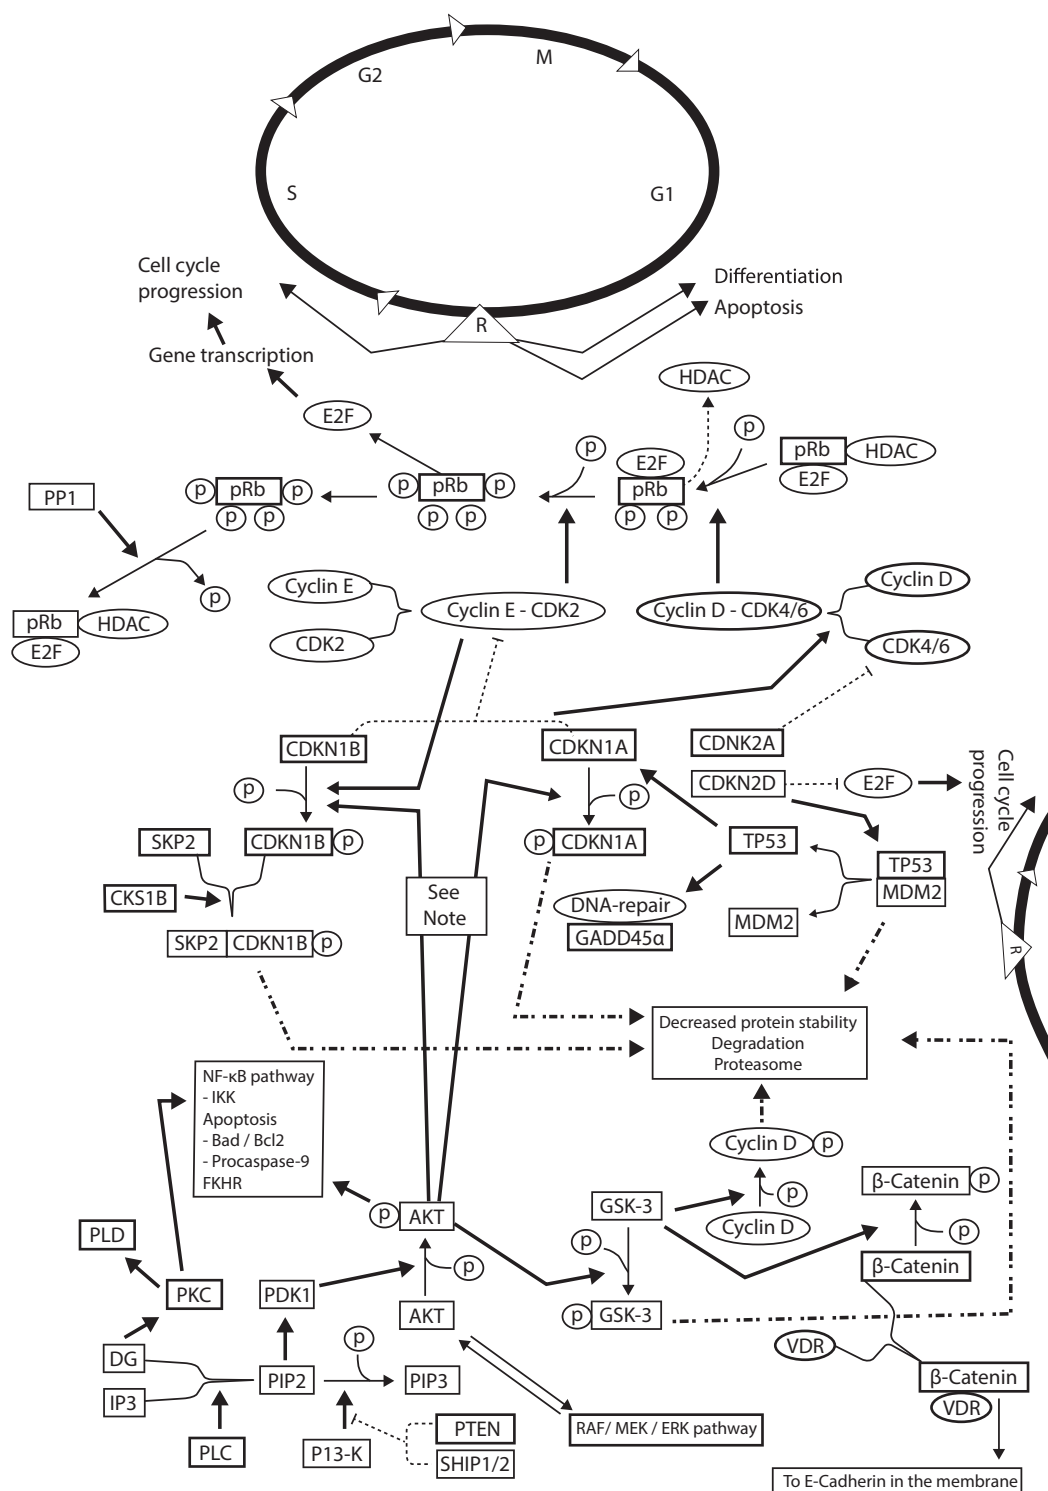 M
G2
S
G1
Cell cycle
progression
Differentiation
Apoptosis
R
Gene transcription
HDAC
E2F
p
pRb
HDAC
E2F
p
E2F
pRb
p
p
p
pRb
p
p
p
p
pRb
p
p
p
PP1
p
pRb
HDAC
E2F
Cyclin E
Cyclin E - CDK2
CDK2
Cyclin D - CDK4/6
Cyclin D
CDK4/6
CDKN1B
CDKN1A
CDNK2A
CDKN2D
E2F
Cell cycle
progression
p
p
SKP2
CDKN1B
p
p
CDKN1A
TP53
TP53
MDM2
CKS1B
See
Note
DNA-repair
GADD45α
MDM2
SKP2
CDKN1B
p
R
Decreased protein stability
Degradation
Proteasome
NF-κB pathway
- IKK
Apoptosis
- Bad / Bcl2
- Procaspase-9
FKHR
Cyclin D
p
β-Catenin
p
p
AKT
GSK-3
p
Cyclin D
p
PLD
p
p
β-Catenin
PKC
PDK1
AKT
p
GSK-3
DG
p
VDR
IP3
PIP2
PIP3
β-Catenin
VDR
PLC
P13-K
PTEN
SHIP1/2
RAF/ MEK / ERK pathway
To E-Cadherin in the membrane